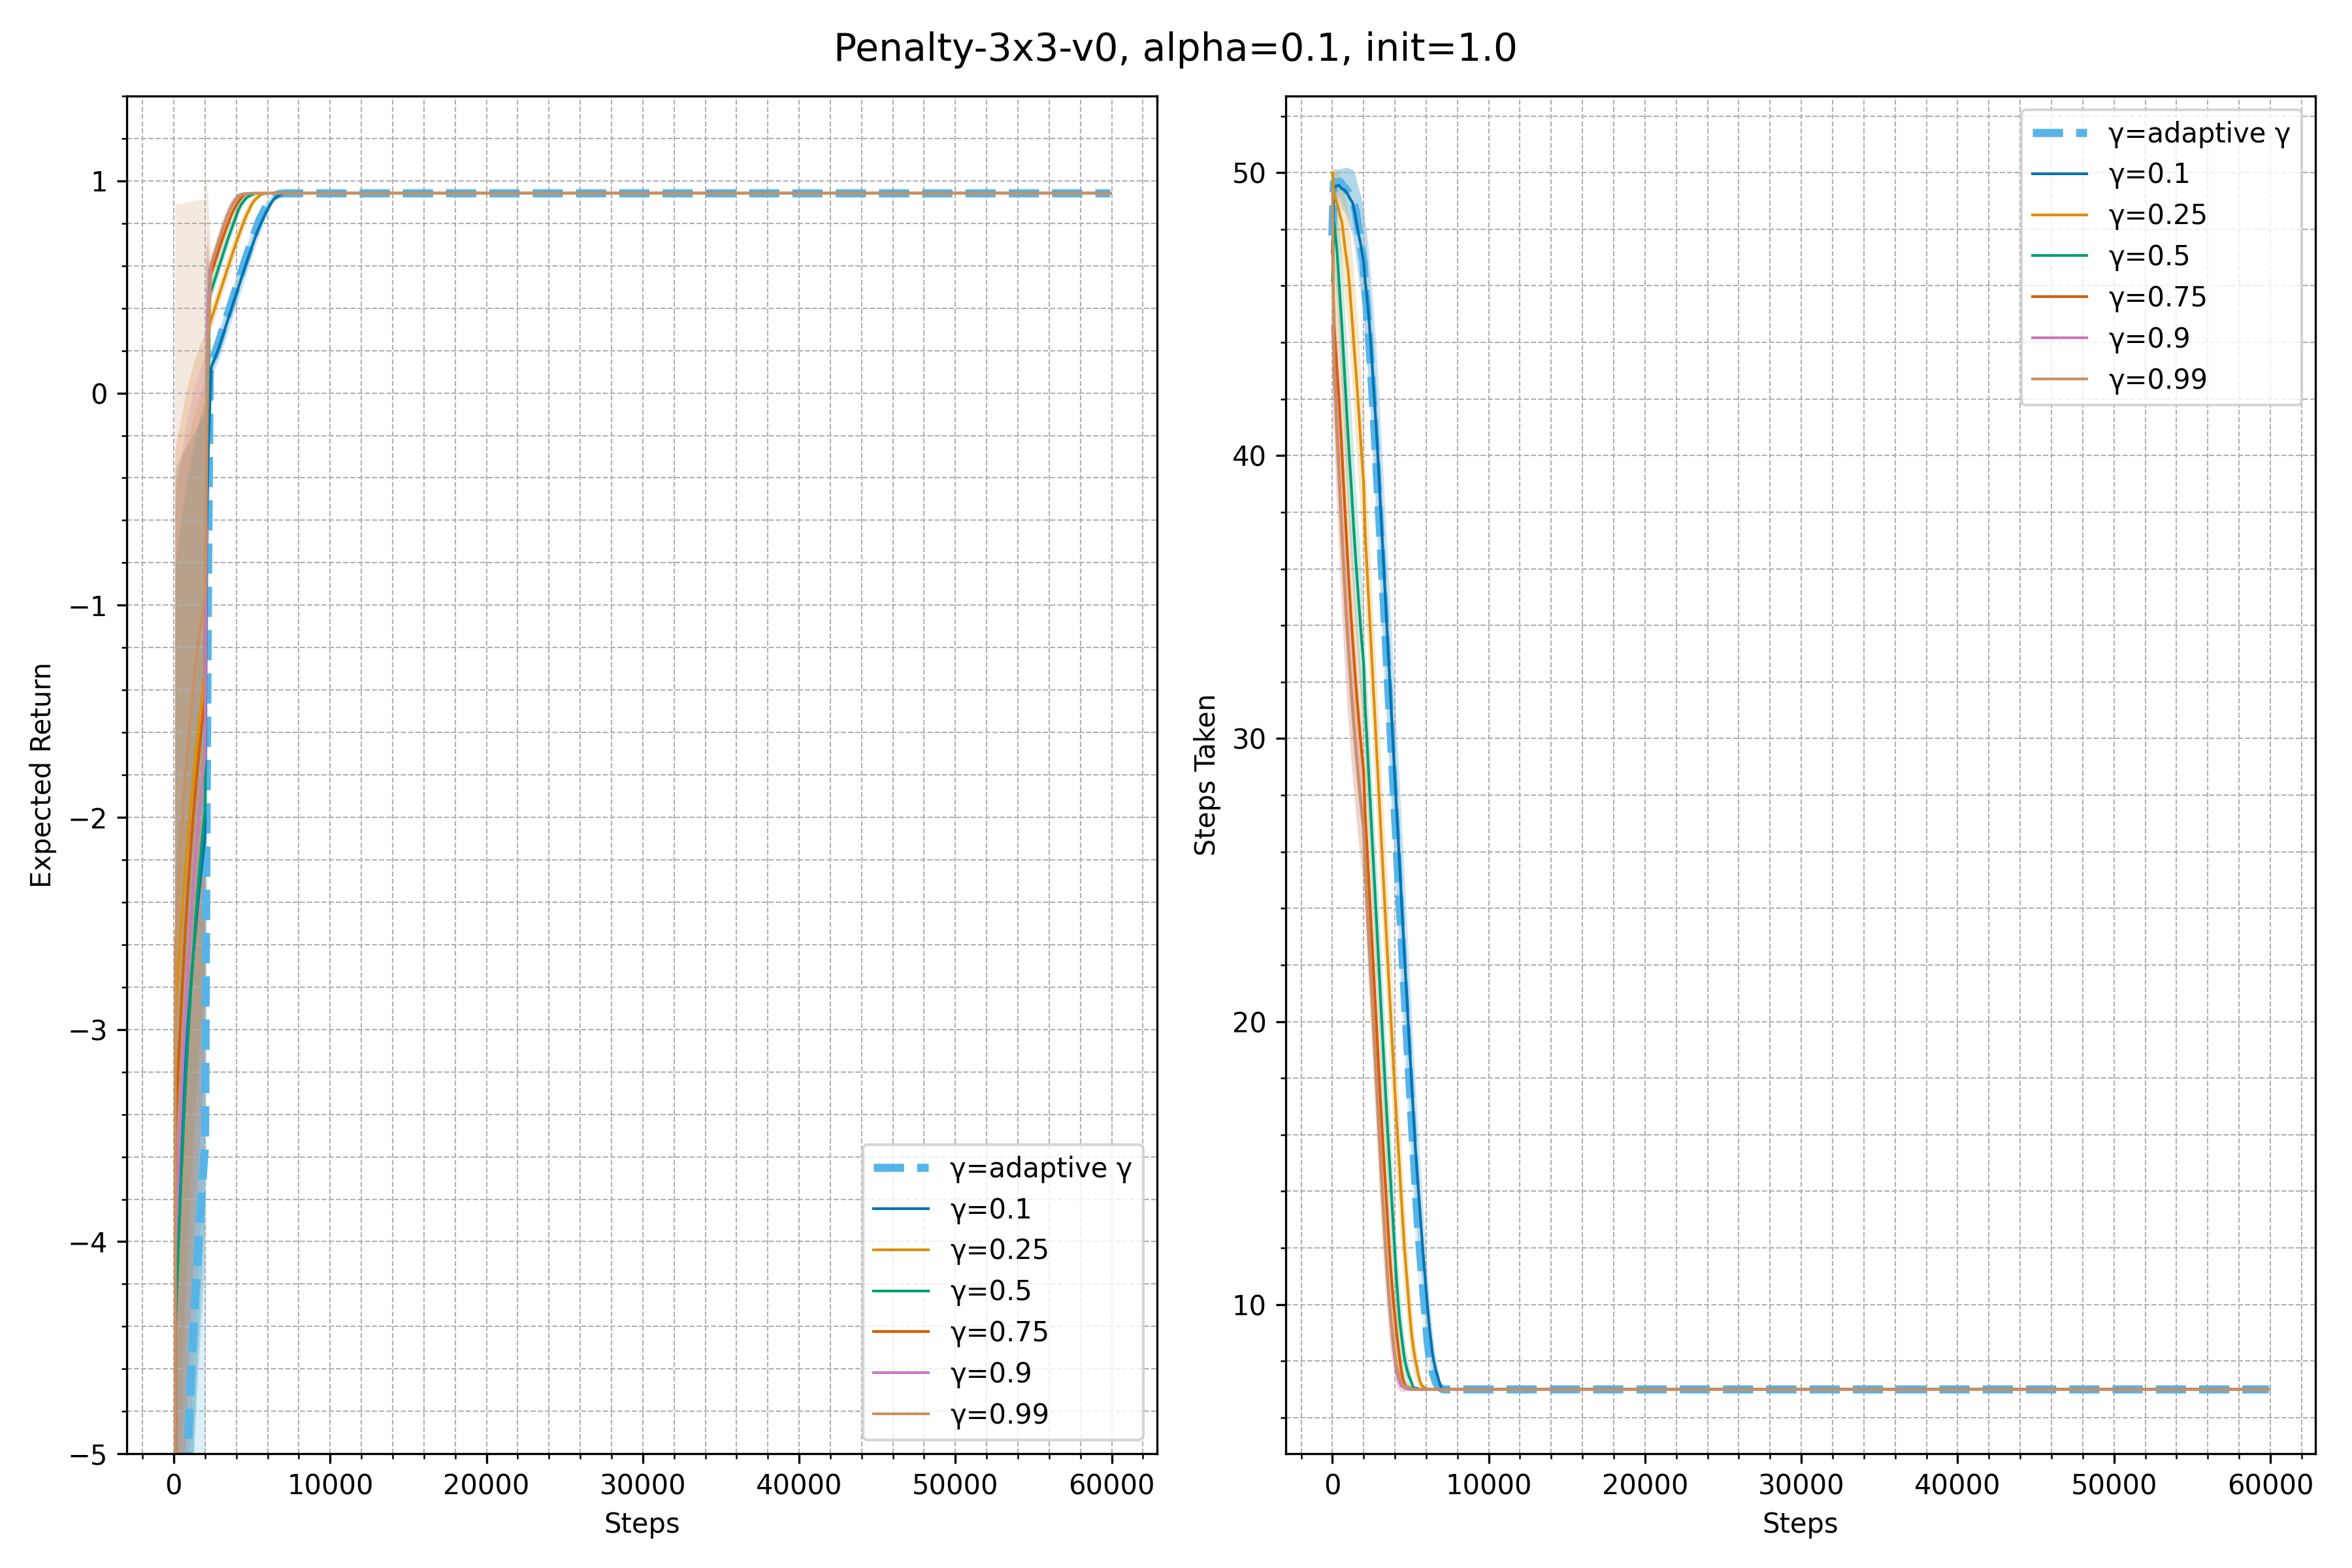 Penalty-3x3-v0, alpha=0.1, init=1.0
Expected Return
1
0
−1
−2
−3
−4
−5
0 10000 20000 30000 40000 50000 60000
Steps
γ=adaptive γ
γ=0.1
γ=0.25
γ=0.5
γ=0.75
γ=0.9
γ=0.99
Steps Taken
50
40
30
20
10
0 10000 20000 30000 40000 50000 60000
Steps
γ=adaptive γ
γ=0.1
γ=0.25
γ=0.5
γ=0.75
γ=0.9
γ=0.99